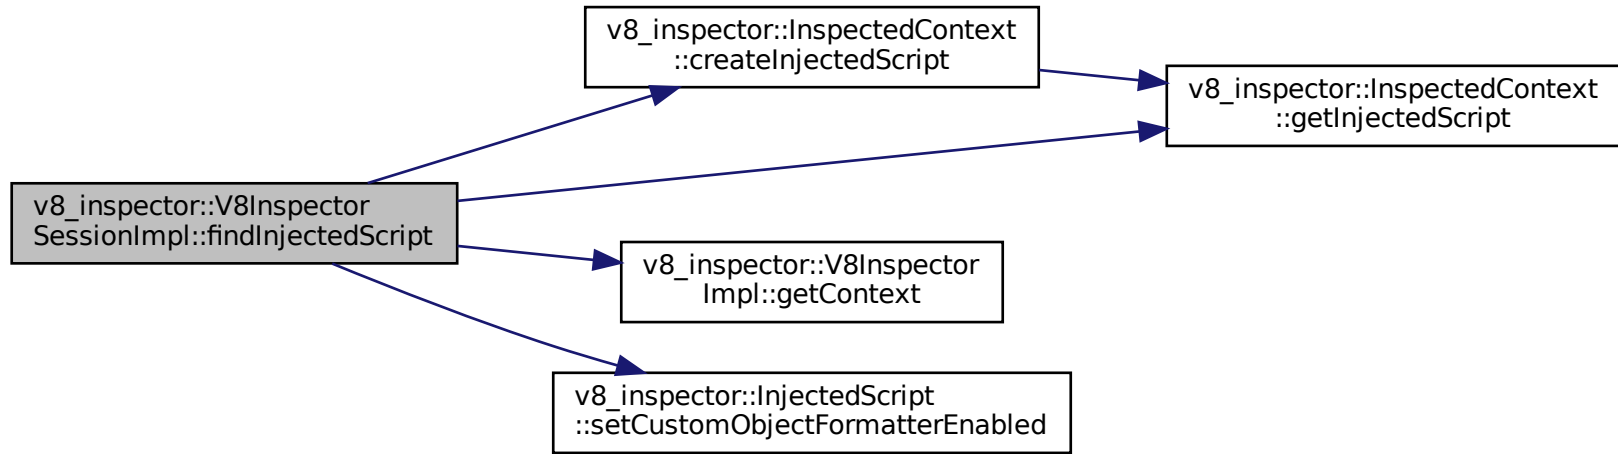 v8_inspector::InspectedContext
::createInjectedScript
v8_inspector::InspectedContext
::getInjectedScript
v8_inspector::V8Inspector
SessionImpl::findInjectedScript
v8_inspector::V8Inspector
Impl::getContext
v8_inspector::InjectedScript
::setCustomObjectFormatterEnabled